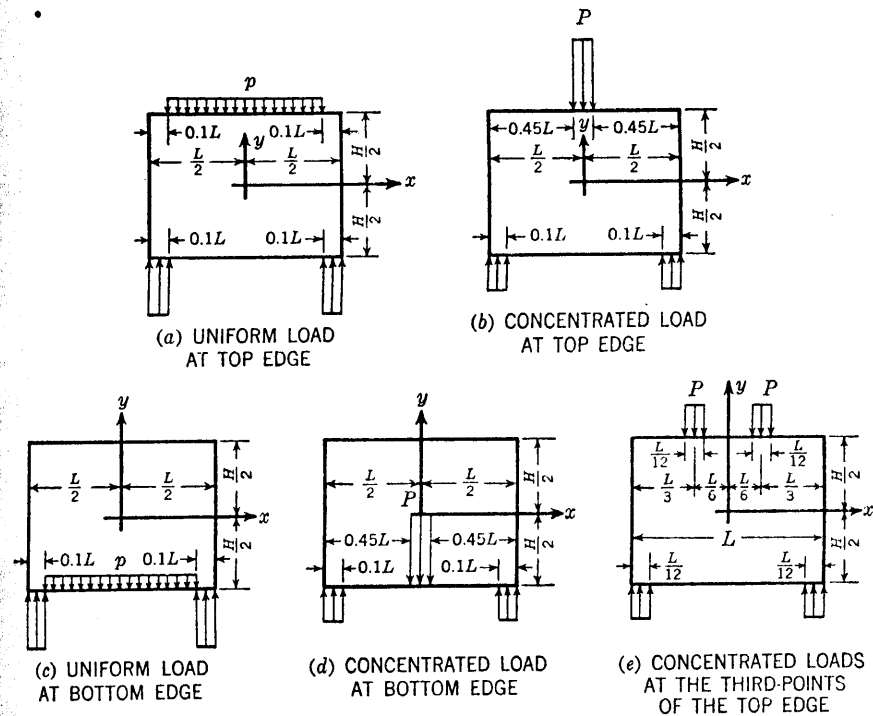 p
0.1L 0.1L
y
L/2 L/2
H/2
x
H/2
0.1L 0.1L
(a) UNIFORM LOAD
AT TOP EDGE
P
0.45L y 0.45L
L/2 L/2
H/2
x
H/2
0.1L 0.1L
(b) CONCENTRATED LOAD
AT TOP EDGE
y
L/2 L/2
H/2
x
H/2
0.1L p 0.1L
(c) UNIFORM LOAD
AT BOTTOM EDGE
y
L/2 L/2
H/2
P
x
0.45L 0.45L
H/2
0.1L 0.1L
(d) CONCENTRATED LOAD
AT BOTTOM EDGE
P y P
L/12 L/12
L/3 L/6 L/6 L/3
H/2
x
L
H/2
L/12 L/12
(e) CONCENTRATED LOADS
AT THE THIRD-POINTS
OF THE TOP EDGE